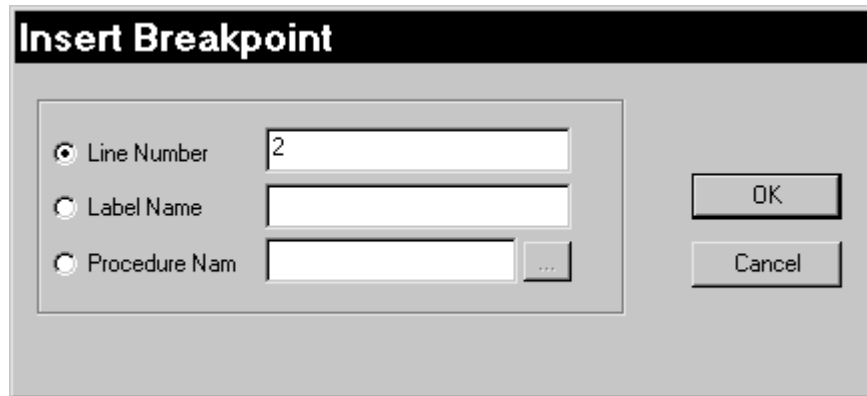 Insert Breakpoint
Line Number 2
Label Name
Procedure Nam ...
OK
Cancel